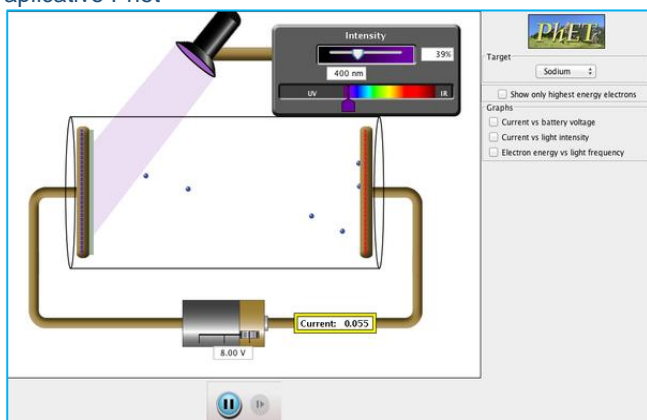 aplicative Phet
Intensity
39%
400 nm
UV
IR
PhET
Target
Sodium
Show only highest energy electrons
Graphs
Current vs battery voltage
Current vs light intensity
Electron energy vs light frequency
Current: 0.055
8.00 V